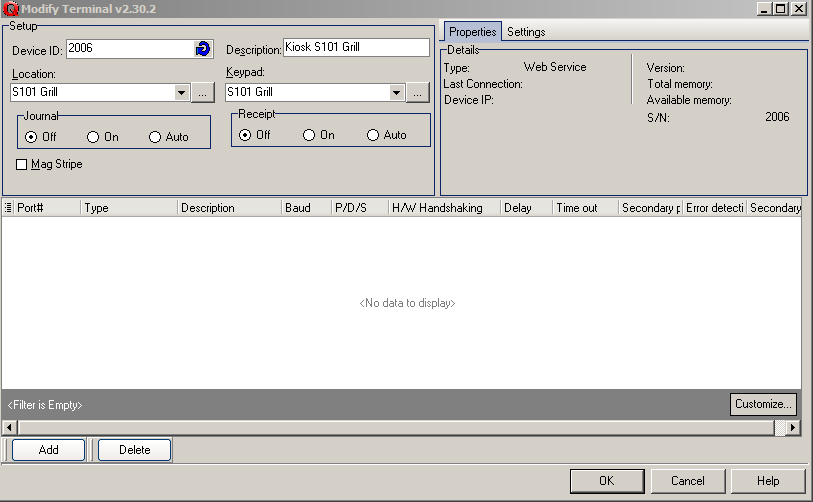 Modify Terminal v2.30.2
Setup
Device ID: 2006
Description: Kiosk S101 Grill
Location:
S101 Grill
...
Keypad:
S101 Grill
...
Journal
Off On Auto
Receipt
Off On Auto
Mag Stripe
Properties Settings
Details
Type: Web Service
Last Connection:
Device IP:
Version:
Total memory:
Available memory:
S/N: 2006
Port# Type Description Baud P/D/S H/W Handshaking Delay Time out Secondary p Error detecti Secondary
<No data to display>
<Filter is Empty>
Customize...
Add Delete
OK Cancel Help